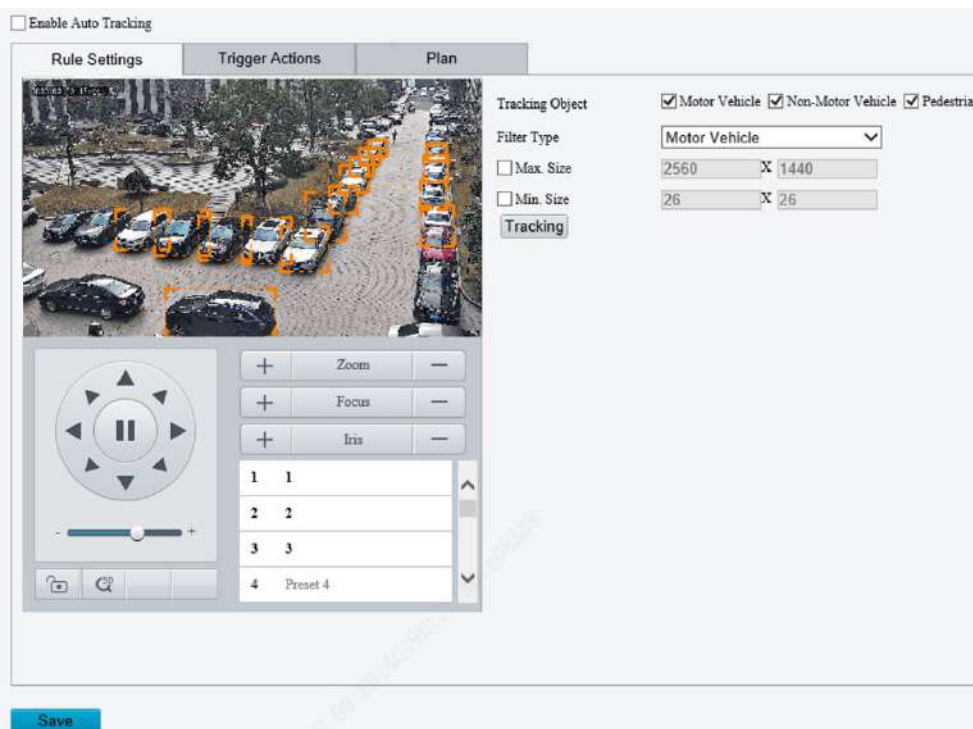 Enable Auto Tracking
Rule Settings Trigger Actions Plan
Tracking Object Motor Vehicle Non-Motor Vehicle Pedestria
Filter Type Motor Vehicle
Max. Size 2560 X 1440
Min. Size 26 X 26
Tracking
+ Zoom —
+ Focus —
+ Iris —
1 1
2 2
3 3
4 Preset 4
- +
3D
Save